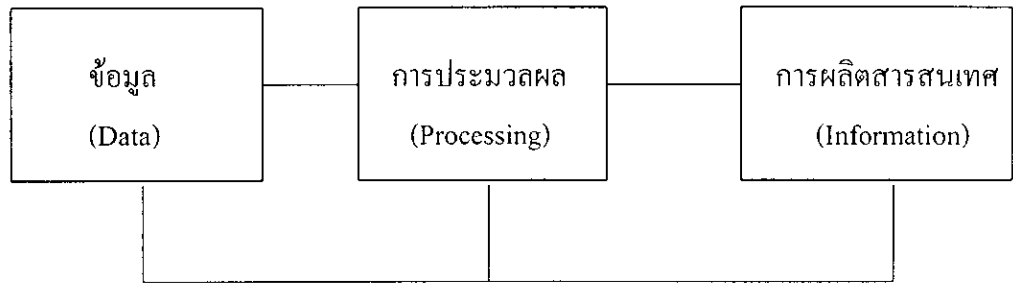 ข้อมูล
(Data)
การประมวลผล
(Processing)
การผลิตสารสนเทศ
(Information)